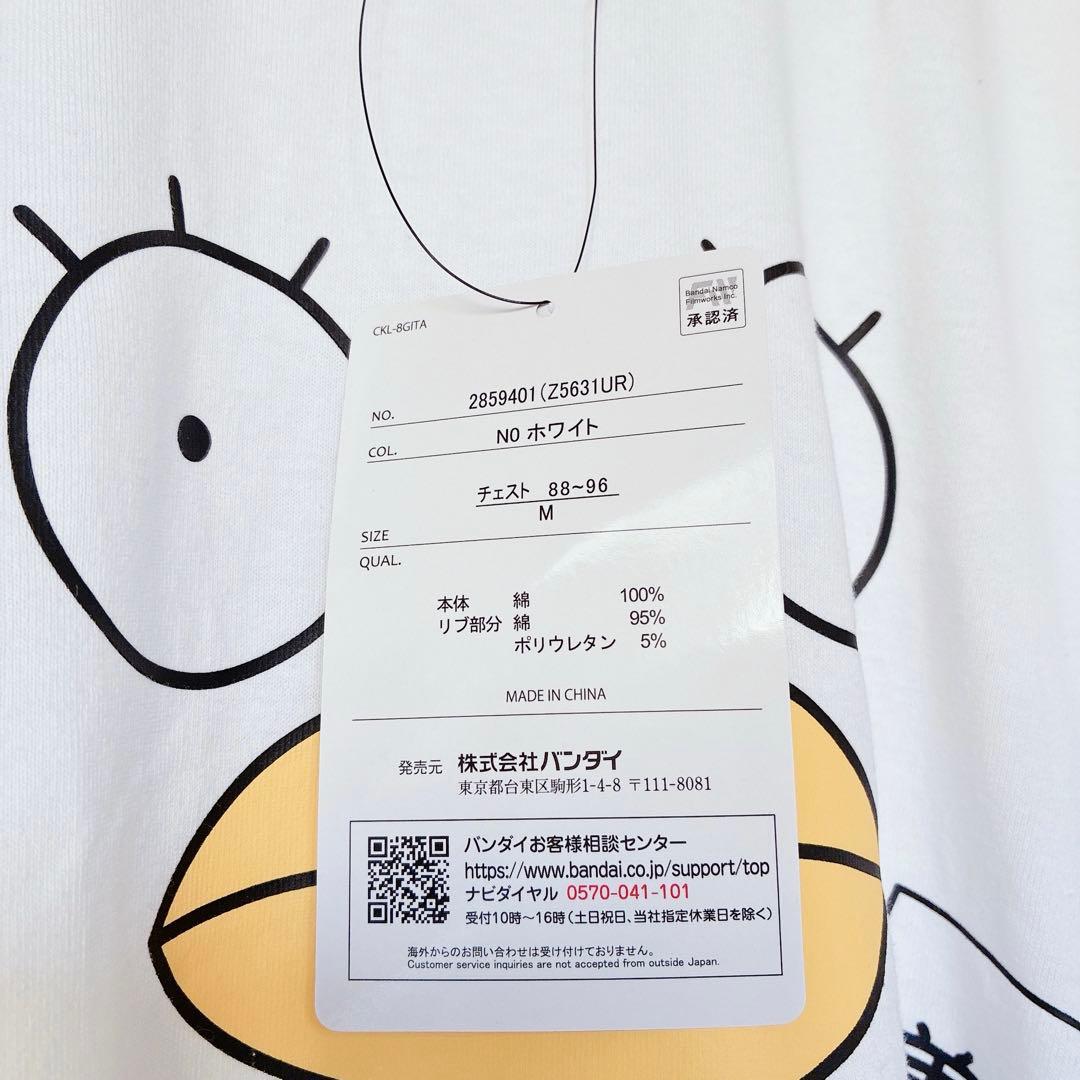 CKL-8GITA
Bandai Namco
Filmworks Inc.
承認済
NO. 2859401(Z5631UR)
COL. N0 ホワイト
チェスト 88~96
M
SIZE
QUAL.
本体 綿 100%
リブ部分 綿 95%
ポリウレタン 5%
MADE IN CHINA
発売元 株式会社バンダイ
東京都台東区駒形1-4-8 〒111-8081
バンダイお客様相談センター
https://www.bandai.co.jp/support/top
ナビダイヤル 0570-041-101
受付10時～16時(土日祝日、当社指定休業日を除く)
海外からのお問い合わせは受け付けておりません。
Customer service inquiries are not accepted from outside Japan.